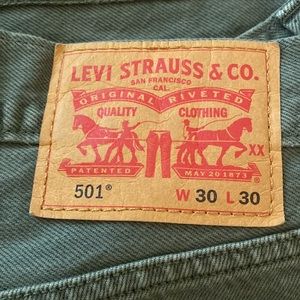 LEVI STRAUSS & CO.
SAN FRANCISCO
CAL.
ORIGINAL RIVETED
QUALITY CLOTHING
XX
PATENTED MAY 20 1873
501® W 30 L 30